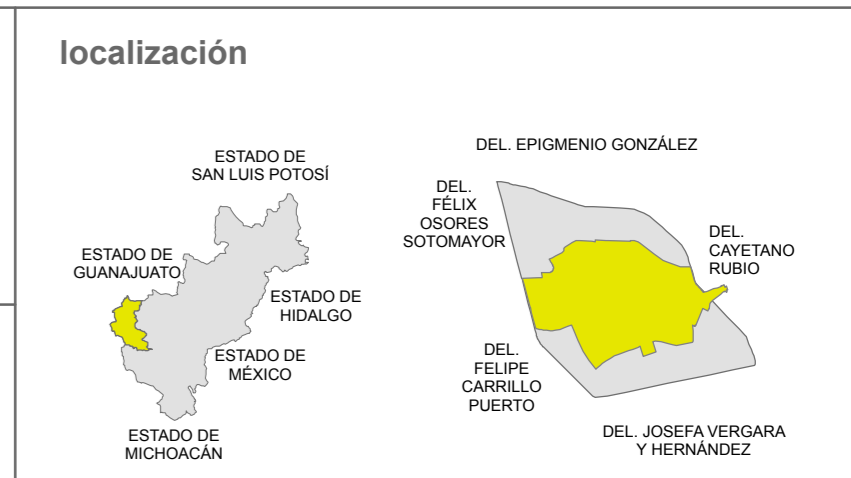 localización
ESTADO DE
SAN LUIS POTOSÍ
ESTADO DE
GUANAJUATO
ESTADO DE
HIDALGO
ESTADO DE
MÉXICO
ESTADO DE
MICHOACÁN
DEL. EPIGMENIO GONZÁLEZ
DEL.
FÉLIX
OSORES
SOTOMAYOR
DEL.
CAYETANO
RUBIO
DEL.
FELIPE
CARRILLO
PUERTO
DEL. JOSEFA VERGARA
Y HERNÁNDEZ